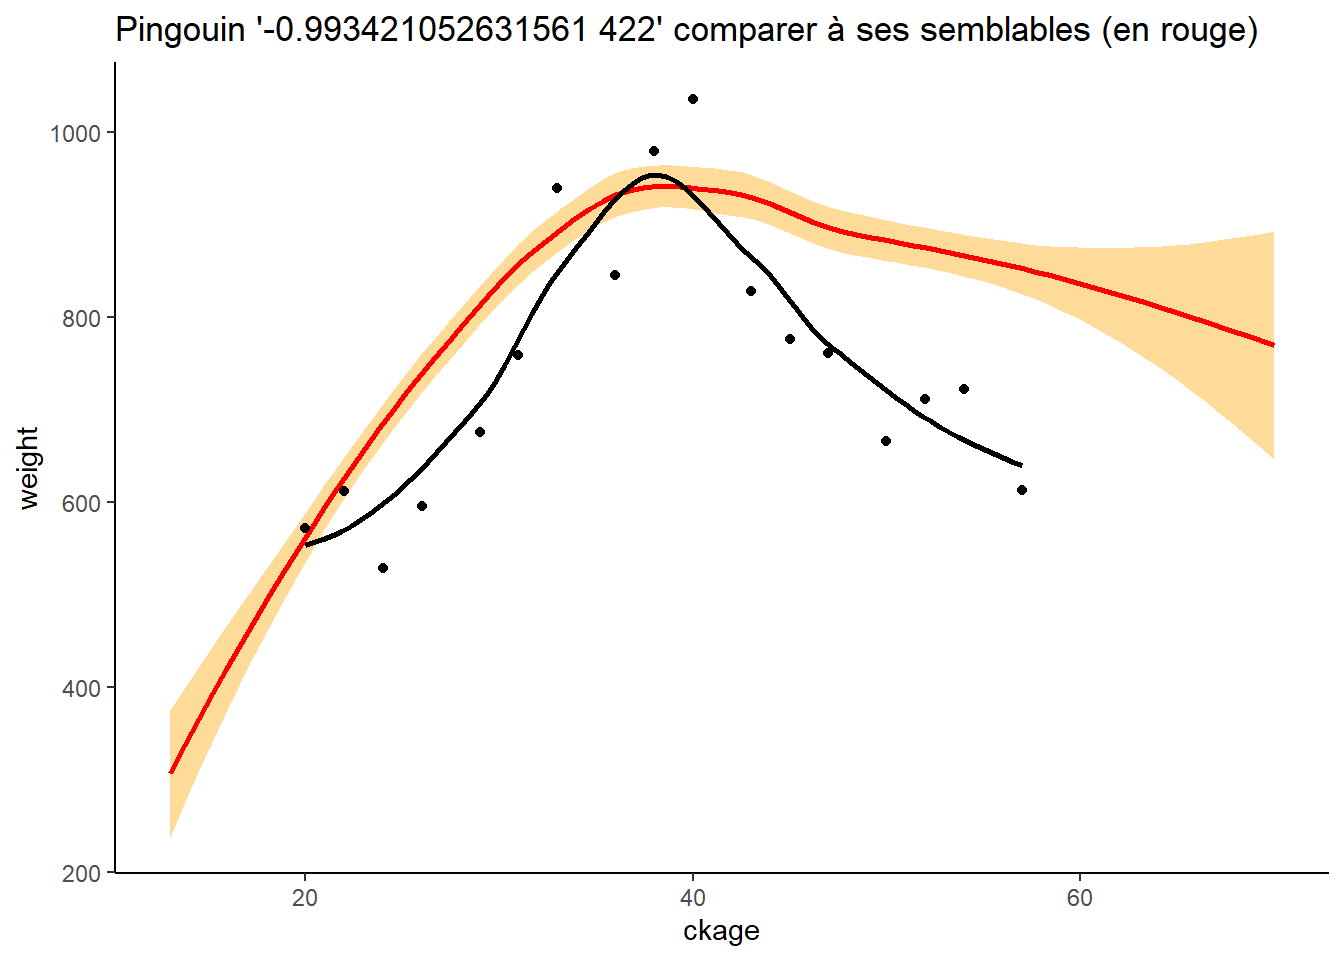 Pingouin '-0.993421052631561 422' comparer à ses semblables (en rouge)
1000
800
600
400
200
weight
20 40 60
ckage